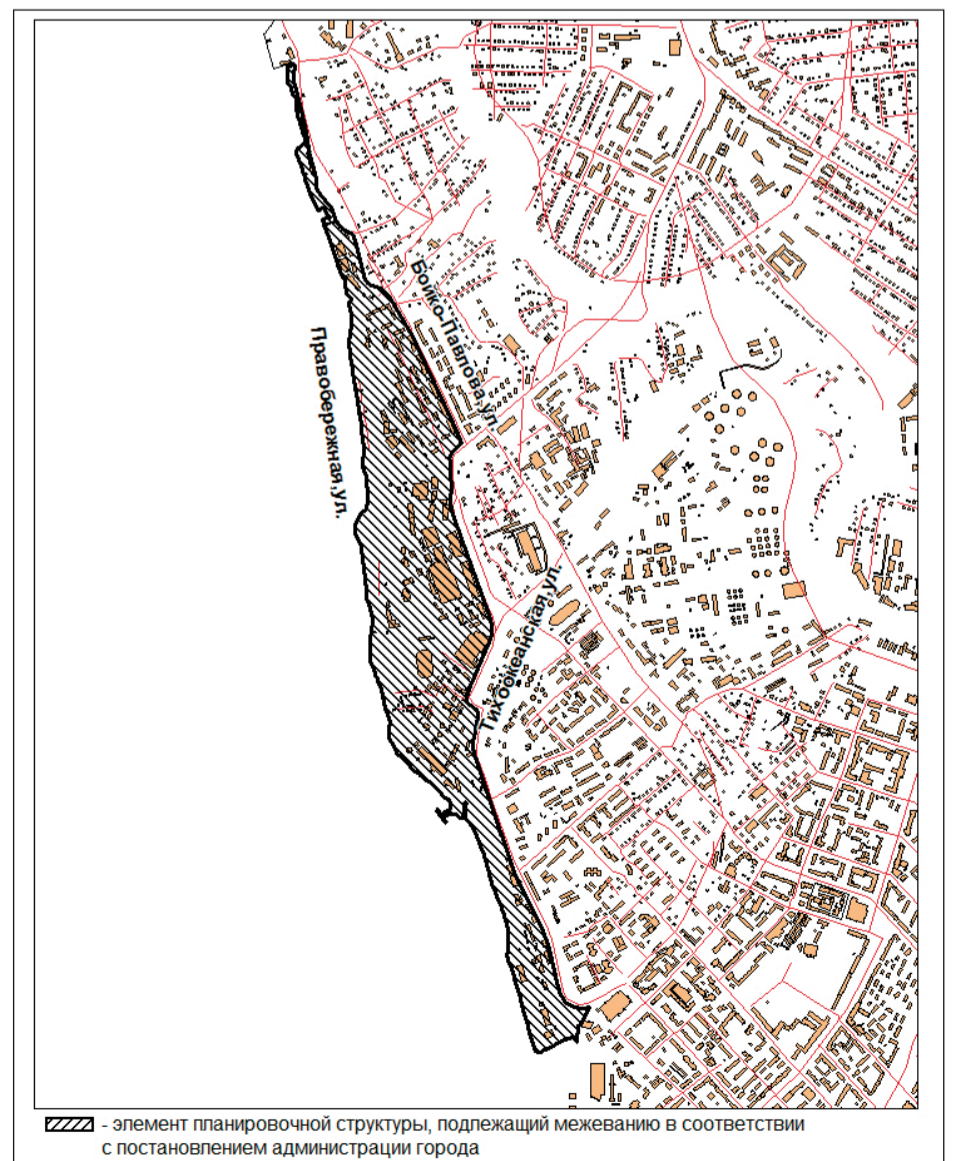 Бойко-Павлова,ул.
Правобережная,ул.
Тихоокеанская,ул.
- элемент планировочной структуры, подлежащий межеванию в соответствии
с постановлением администрации города